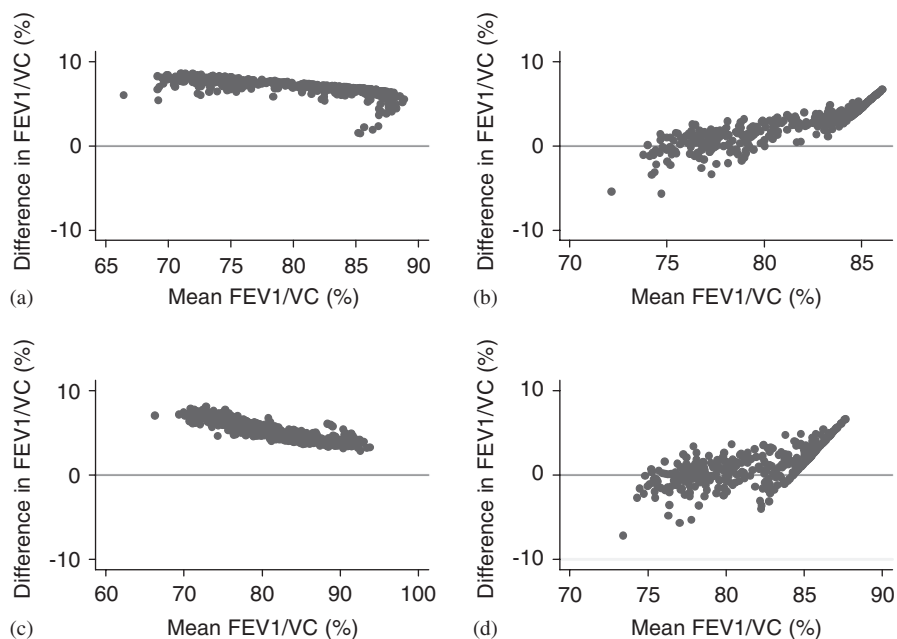 Difference in FEV1/VC (%)
10
0
-10
65 70 75 80 85 90
(a)
Mean FEV1/VC (%)
Difference in FEV1/VC (%)
10
0
-10
70 75 80 85
(b)
Mean FEV1/VC (%)
Difference in FEV1/VC (%)
10
0
-10
60 70 80 90 100
(c)
Mean FEV1/VC (%)
Difference in FEV1/VC (%)
10
0
-10
70 75 80 85 90
(d)
Mean FEV1/VC (%)